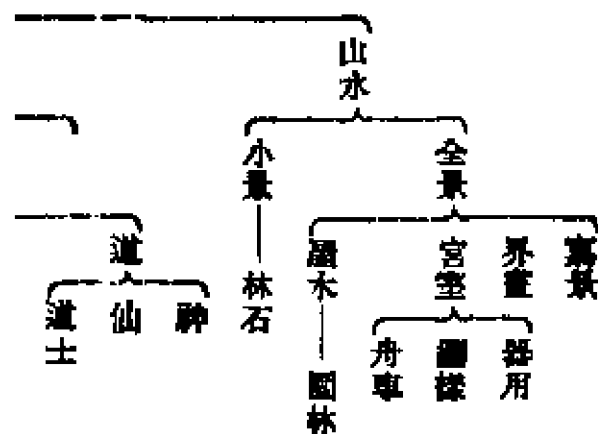 山水
全景
小景
界畫
宮室
屋木
道
器用
舟車
林石
神
仙
道士
園林